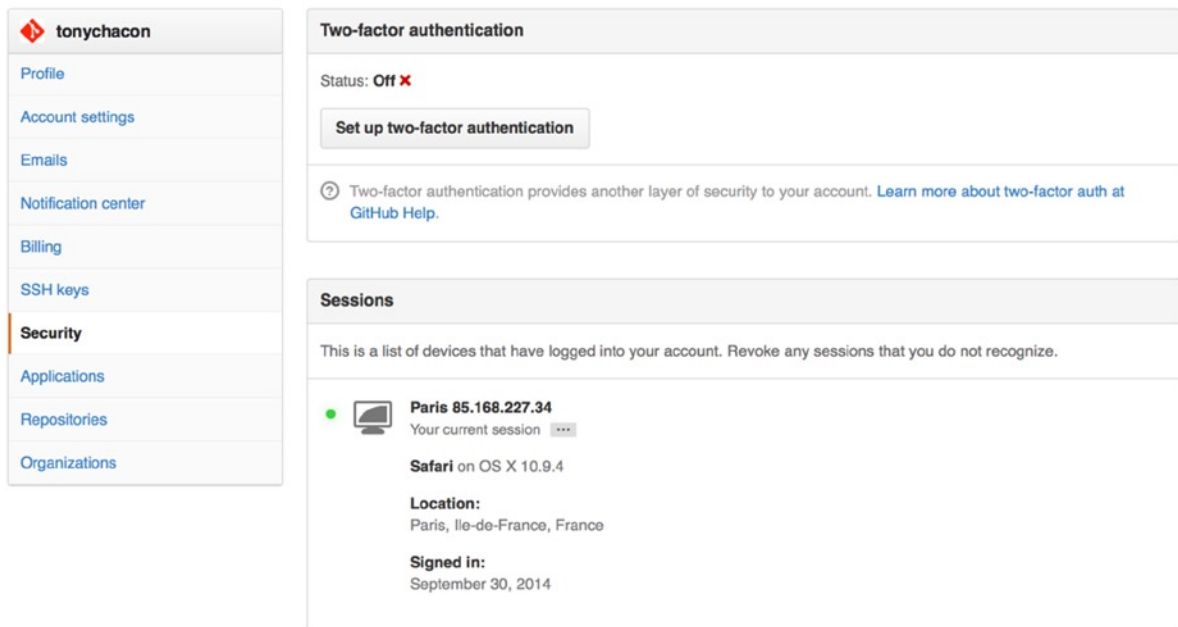 tonychacon
Profile
Account settings
Emails
Notification center
Billing
SSH keys
Security
Applications
Repositories
Organizations
Two-factor authentication
Status: Off ✘
Set up two-factor authentication
Two-factor authentication provides another layer of security to your account. Learn more about two-factor auth at
GitHub Help.
Sessions
This is a list of devices that have logged into your account. Revoke any sessions that you do not recognize.
Paris 85.168.227.34
Your current session ···
Safari on OS X 10.9.4
Location:
Paris, Ile-de-France, France
Signed in:
September 30, 2014